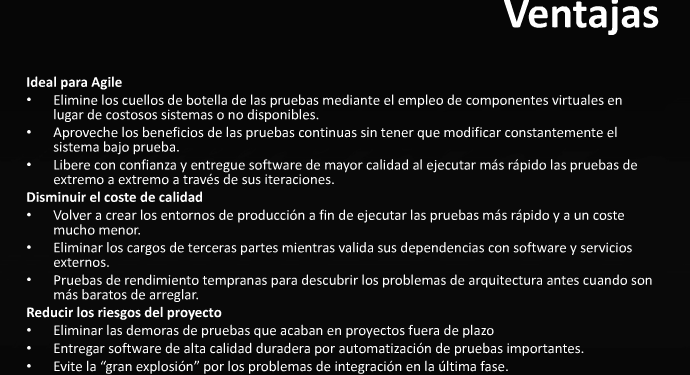 Ventajas
Ideal para Agile
• Elimine los cuellos de botella de las pruebas mediante el empleo de componentes virtuales en
lugar de costosos sistemas o no disponibles.
• Aproveche los beneficios de las pruebas continuas sin tener que modificar constantemente el
sistema bajo prueba.
• Libere con confianza y entregue software de mayor calidad al ejecutar más rápido las pruebas de
extremo a extremo a través de sus iteraciones.
Disminuir el coste de calidad
• Volver a crear los entornos de producción a fin de ejecutar las pruebas más rápido y a un coste
mucho menor.
• Eliminar los cargos de terceras partes mientras valida sus dependencias con software y servicios
externos.
• Pruebas de rendimiento tempranas para descubrir los problemas de arquitectura antes cuando son
más baratos de arreglar.
Reducir los riesgos del proyecto
• Eliminar las demoras de pruebas que acaban en proyectos fuera de plazo
• Entregar software de alta calidad duradera por automatización de pruebas importantes.
• Evite la “gran explosión” por los problemas de integración en la última fase.